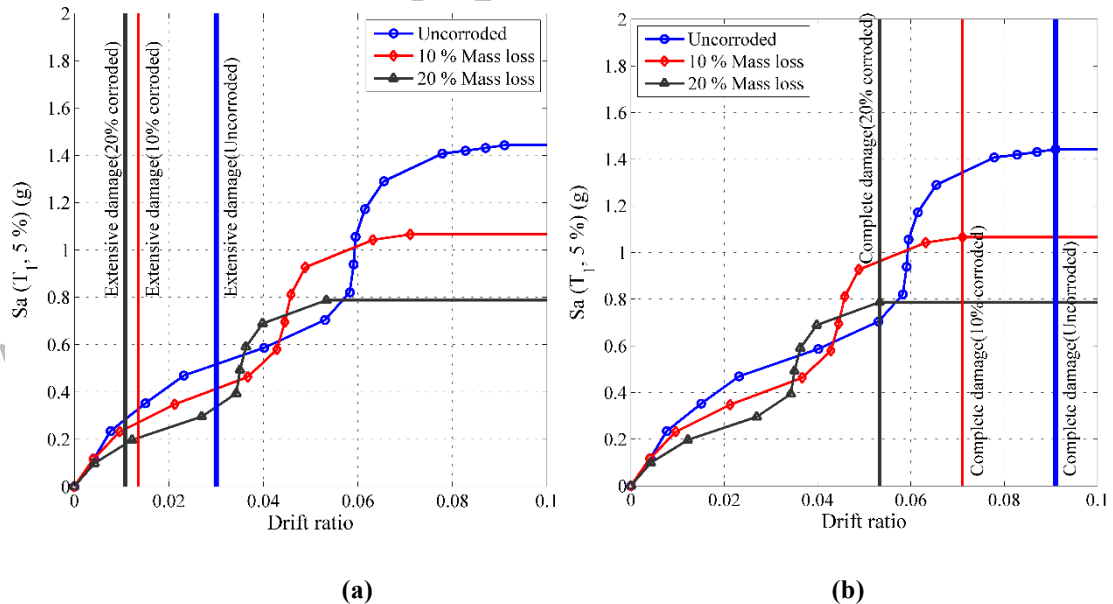 2
1.8
1.6
1.4
1.2
1
0.8
0.6
0.4
0.2
0
Sa (T1, 5 %) (g)
Uncorroded
10 % Mass loss
20 % Mass loss
Extensive damage(20% corroded)
Extensive damage(10% corroded)
Extensive damage(Uncorroded)
0 0.02 0.04 0.06 0.08 0.1
Drift ratio
(a)
2
1.8
1.6
1.4
1.2
1
0.8
0.6
0.4
0.2
0
Sa (T1, 5 %) (g)
Uncorroded
10 % Mass loss
20 % Mass loss
Complete damage(20% corroded)
Complete damage(10% corroded)
Complete damage(Uncorroded)
0 0.02 0.04 0.06 0.08 0.1
Drift ratio
(b)